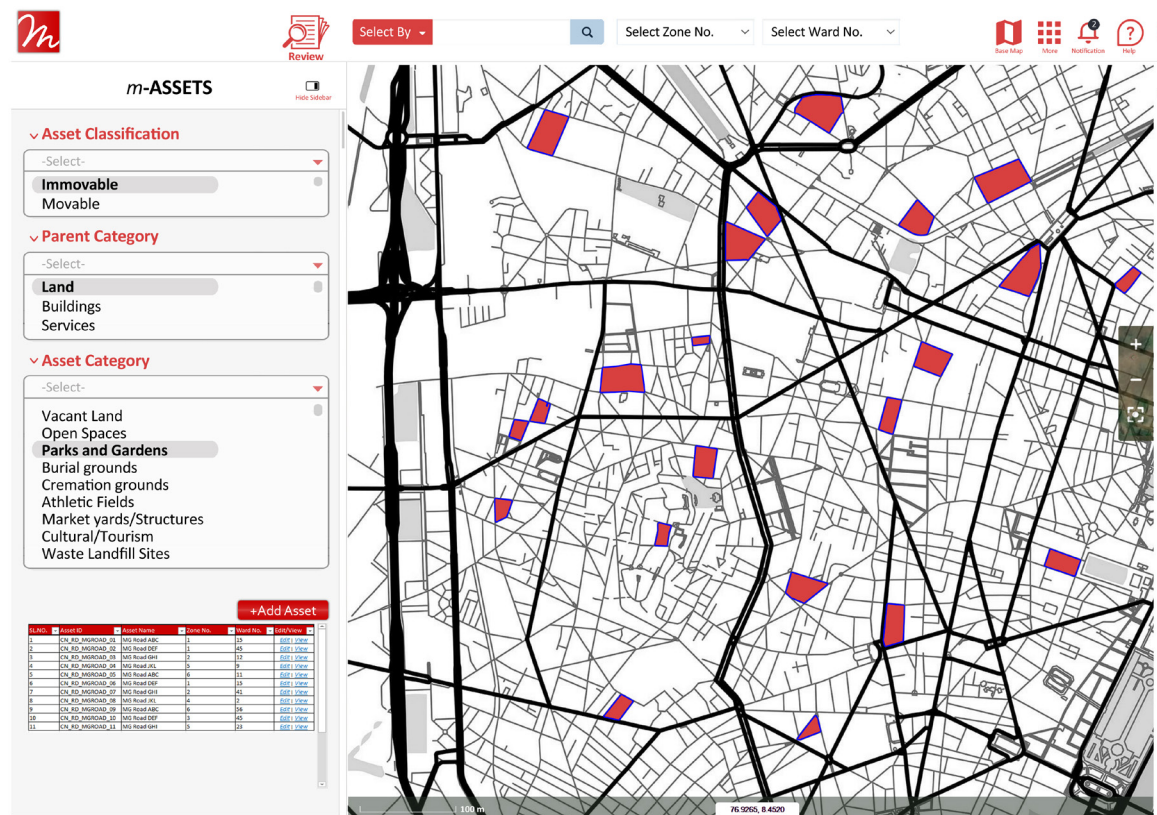 m
Review
Select By
Select Zone No.
Select Ward No.
Base Map
More
2
Notification
?
Help
m-ASSETS
Hide Sidebar
Asset Classification
-Select-
Immovable
Movable
Parent Category
-Select-
Land
Buildings
Services
Asset Category
-Select-
Vacant Land
Open Spaces
Parks and Gardens
Burial grounds
Cremation grounds
Athletic Fields
Market yards/Structures
Cultural/Tourism
Waste Landfill Sites
+Add Asset
SL.NO. Asset ID Asset Name Zone No. Ward No. Edit/View
1 CN_RD_MGROAD_01 MG Road ABC 1 15 Edit| View
2 CN_RD_MGROAD_02 MG Road DEF 1 45 Edit| View
3 CN_RD_MGROAD_03 MG Road GHI 2 12 Edit| View
4 CN_RD_MGROAD_04 MG Road JKL 5 9 Edit| View
5 CN_RD_MGROAD_05 MG Road ABC 6 11 Edit| View
6 CN_RD_MGROAD_06 MG Road DEF 1 15 Edit| View
7 CN_RD_MGROAD_07 MG Road GHI 2 41 Edit| View
8 CN_RD_MGROAD_08 MG Road JKL 4 2 Edit| View
9 CN_RD_MGROAD_09 MG Road ABC 6 56 Edit| View
10 CN_RD_MGROAD_10 MG Road DEF 3 45 Edit| View
11 CN_RD_MGROAD_11 MG Road GHI 5 23 Edit| View
+
−
100 m
76.9265, 8.4520